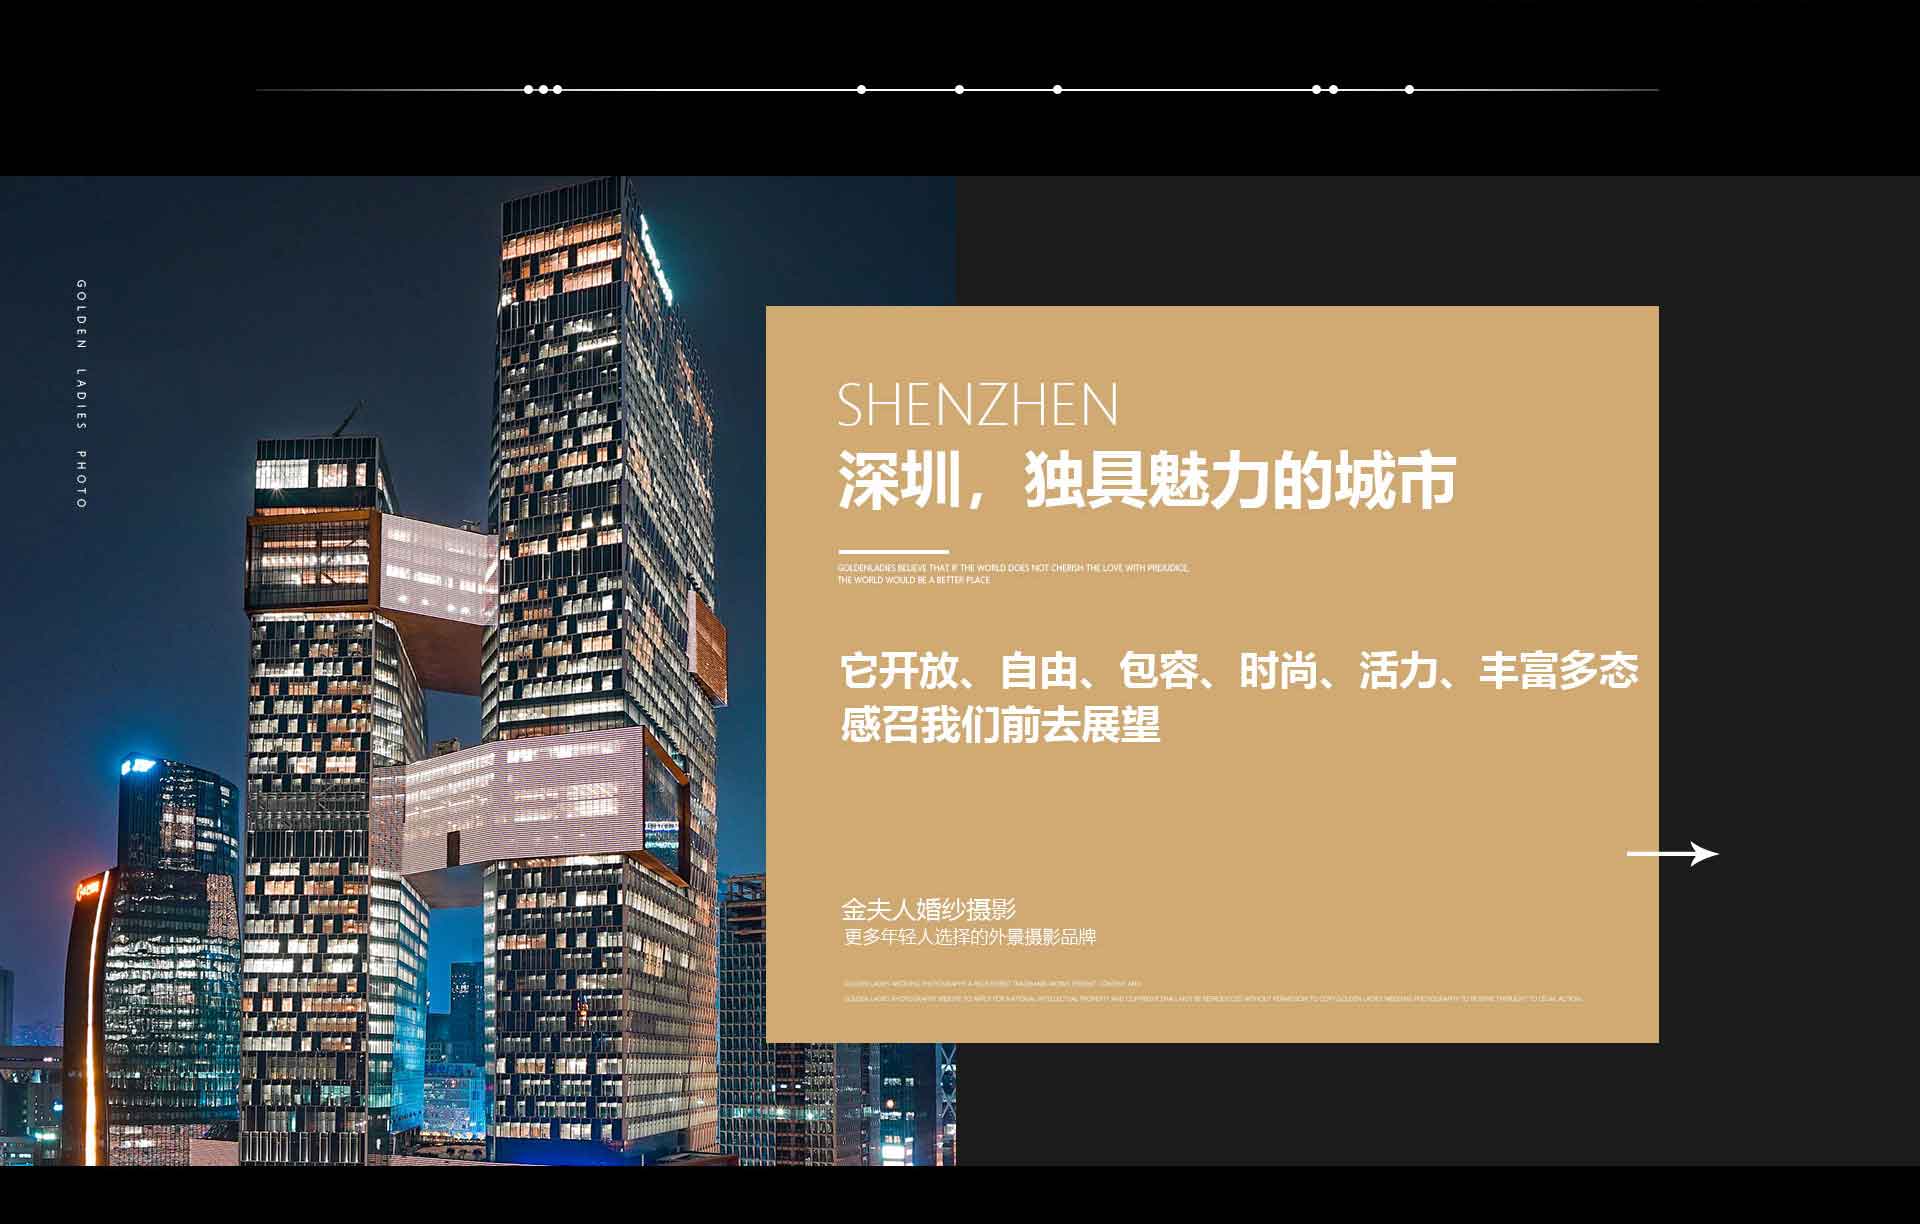 GOLDEN LADIES PHOTO
SHENZHEN
深圳，独具魅力的城市
GOLDENLADIES BELIEVE THAT IF THE WORLD DOES NOT CHERISH THE LOVE WITH PREJUDICE,
THE WORLD WOULD BE A BETTER PLACE
它开放、自由、包容、时尚、活力、丰富多态
感召我们前去展望
金夫人婚纱摄影
更多年轻人选择的外景摄影品牌